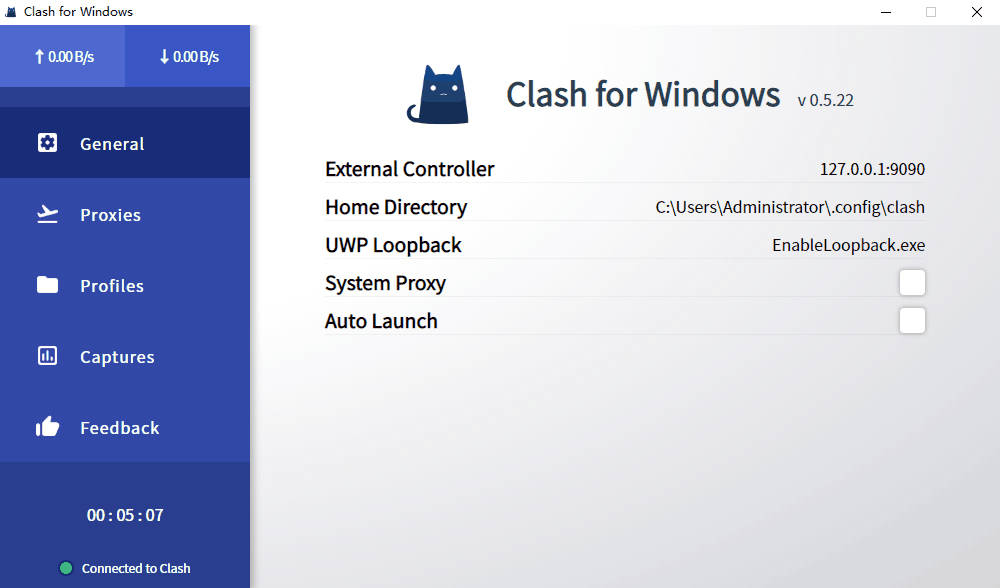 Clash for Windows
↑ 0.00 B/s ↓ 0.00 B/s
General
Proxies
Profiles
Captures
Feedback
00 : 05 : 07
Connected to Clash
Clash for Windows v 0.5.22
External Controller 127.0.0.1:9090
Home Directory C:\Users\Administrator\.config\clash
UWP Loopback EnableLoopback.exe
System Proxy
Auto Launch